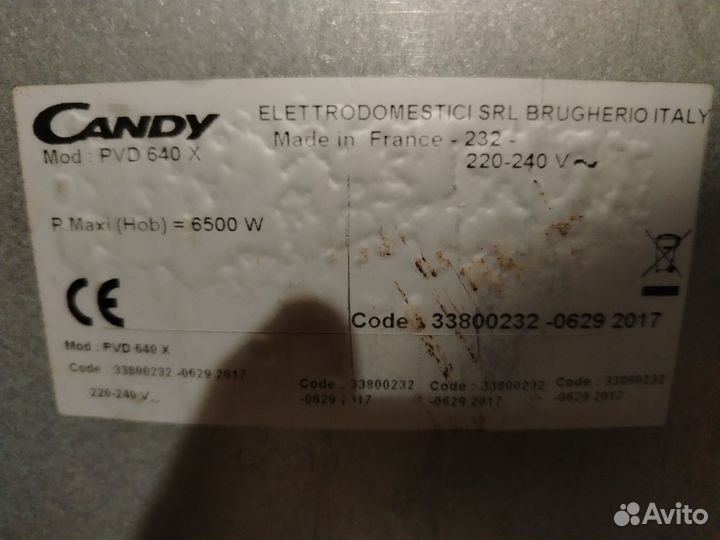 CANDY
ELETTRODOMESTICI SRL BRUGHERIO ITALY
Made in France - 232 -
Mod : PVD 640 X
220-240 V ~
P Maxi (Hob) = 6500 W
CE
Code : 33800232 -0629 2017
Mod : PVD 640 X
Code : 33800232 -0629 2017
220-240 V ~
Code : 33800232
-0629 2017
Code : 33800232
-0629 2017
Code : 33800232
-0629 2017
Avito